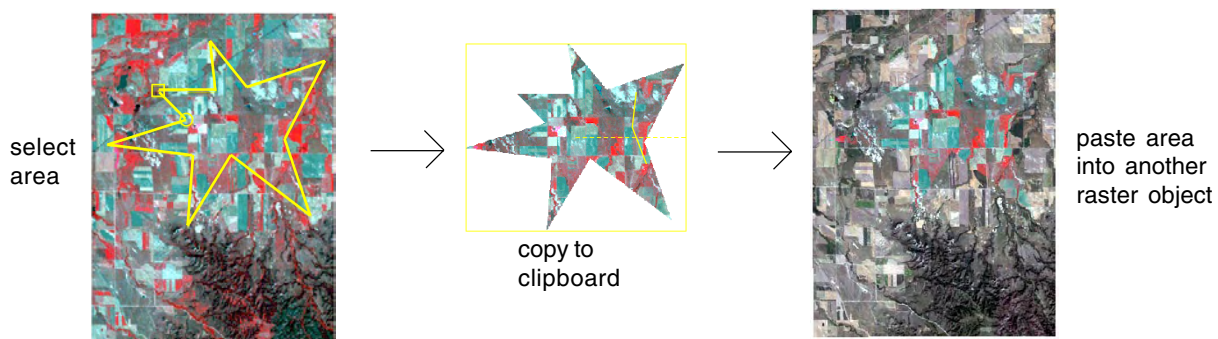 select
area
copy to
clipboard
paste area
into another
raster object